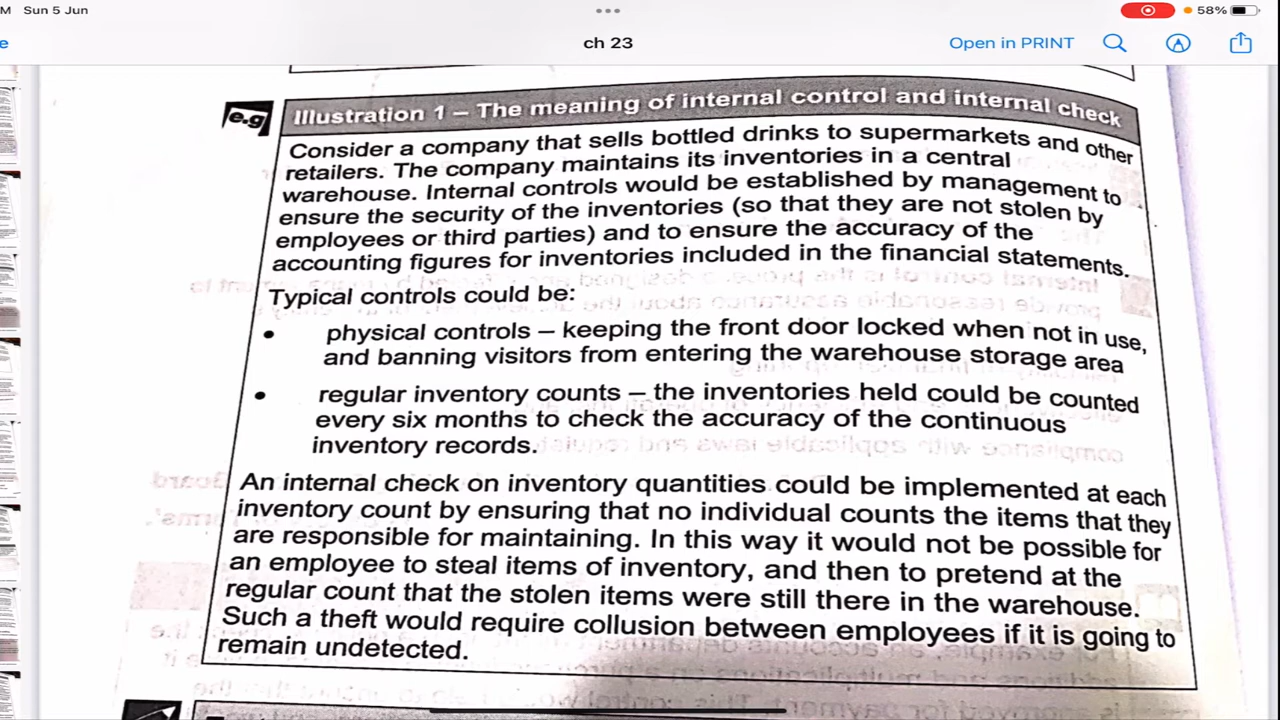 M Sun 5 Jun
58%
e
ch 23
Open in PRINT
e.g
Illustration 1 – The meaning of internal control and internal check
Consider a company that sells bottled drinks to supermarkets and other
retailers. The company maintains its inventories in a central
warehouse. Internal controls would be established by management to
ensure the security of the inventories (so that they are not stolen by
employees or third parties) and to ensure the accuracy of the
accounting figures for inventories included in the financial statements.
Typical controls could be:
• physical controls – keeping the front door locked when not in use,
and banning visitors from entering the warehouse storage area
• regular inventory counts – the inventories held could be counted
every six months to check the accuracy of the continuous
inventory records.
An internal check on inventory quantities could be implemented at each
inventory count by ensuring that no individual counts the items that they
are responsible for maintaining. In this way it would not be possible for
an employee to steal items of inventory, and then to pretend at the
regular count that the stolen items were still there in the warehouse.
Such a theft would require collusion between employees if it is going to
remain undetected.